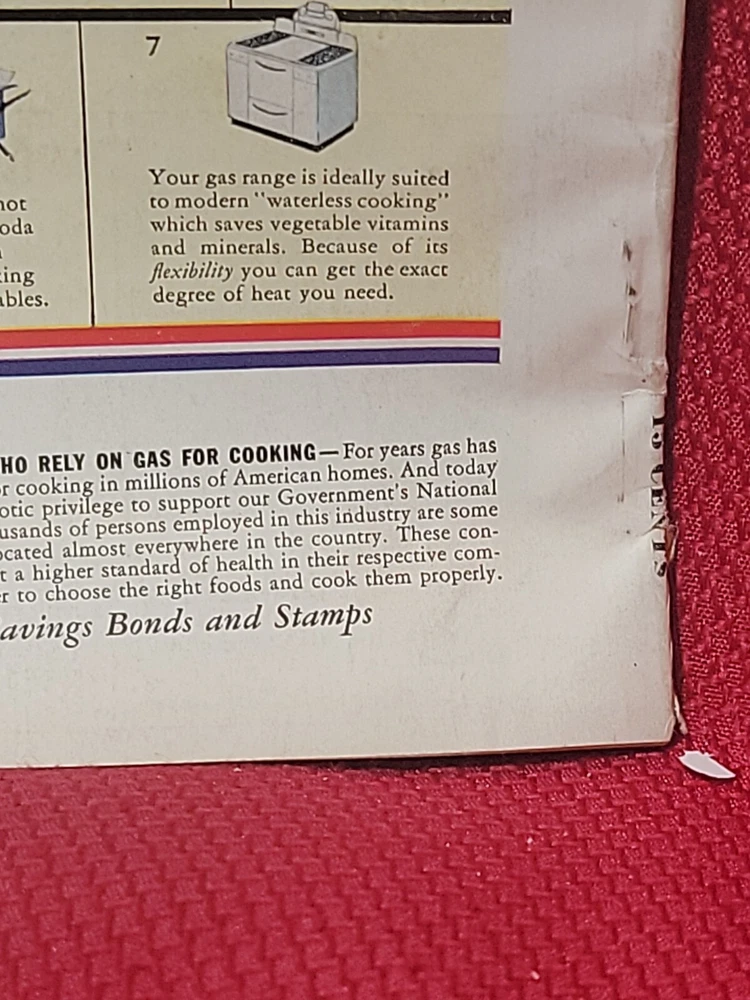 not
oda
king
ables.
7
Your gas range is ideally suited
to modern "waterless cooking"
which saves vegetable vitamins
and minerals. Because of its
flexibility you can get the exact
degree of heat you need.
HO RELY ON GAS FOR COOKING—For years gas has
r cooking in millions of American homes. And today
otic privilege to support our Government's National
usands of persons employed in this industry are some
ocated almost everywhere in the country. These con-
t a higher standard of health in their respective com-
r to choose the right foods and cook them properly.
avings Bonds and Stamps
15 CENTS